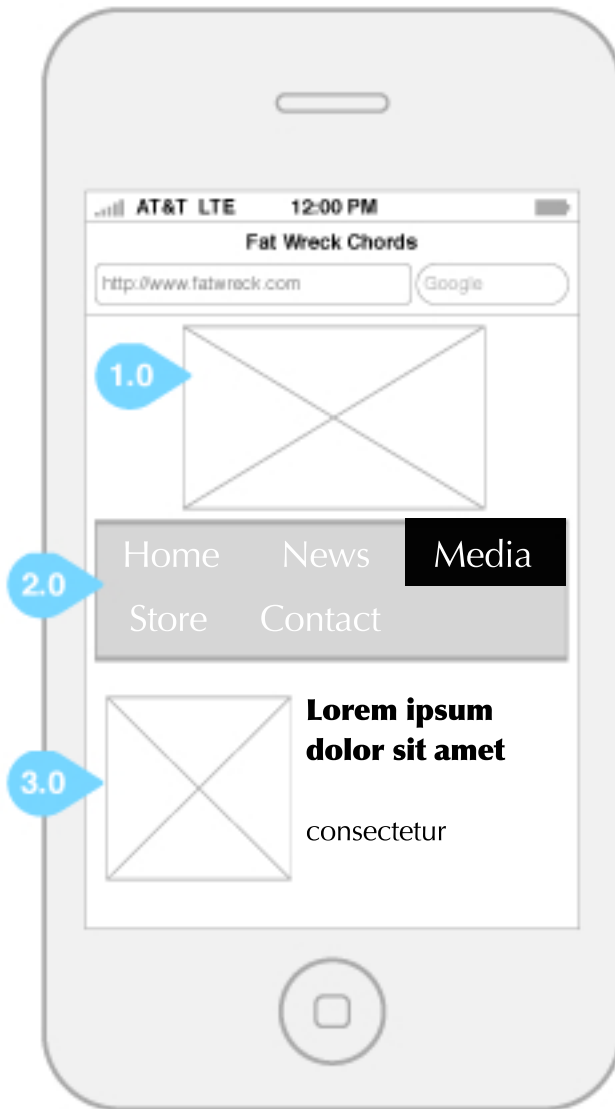 AT&T LTE 12:00 PM
Fat Wreck Chords
http://www.fatwreck.com Google
1.0
Home News Media
2.0
Store Contact
Lorem ipsum
dolor sit amet
3.0
consectetur